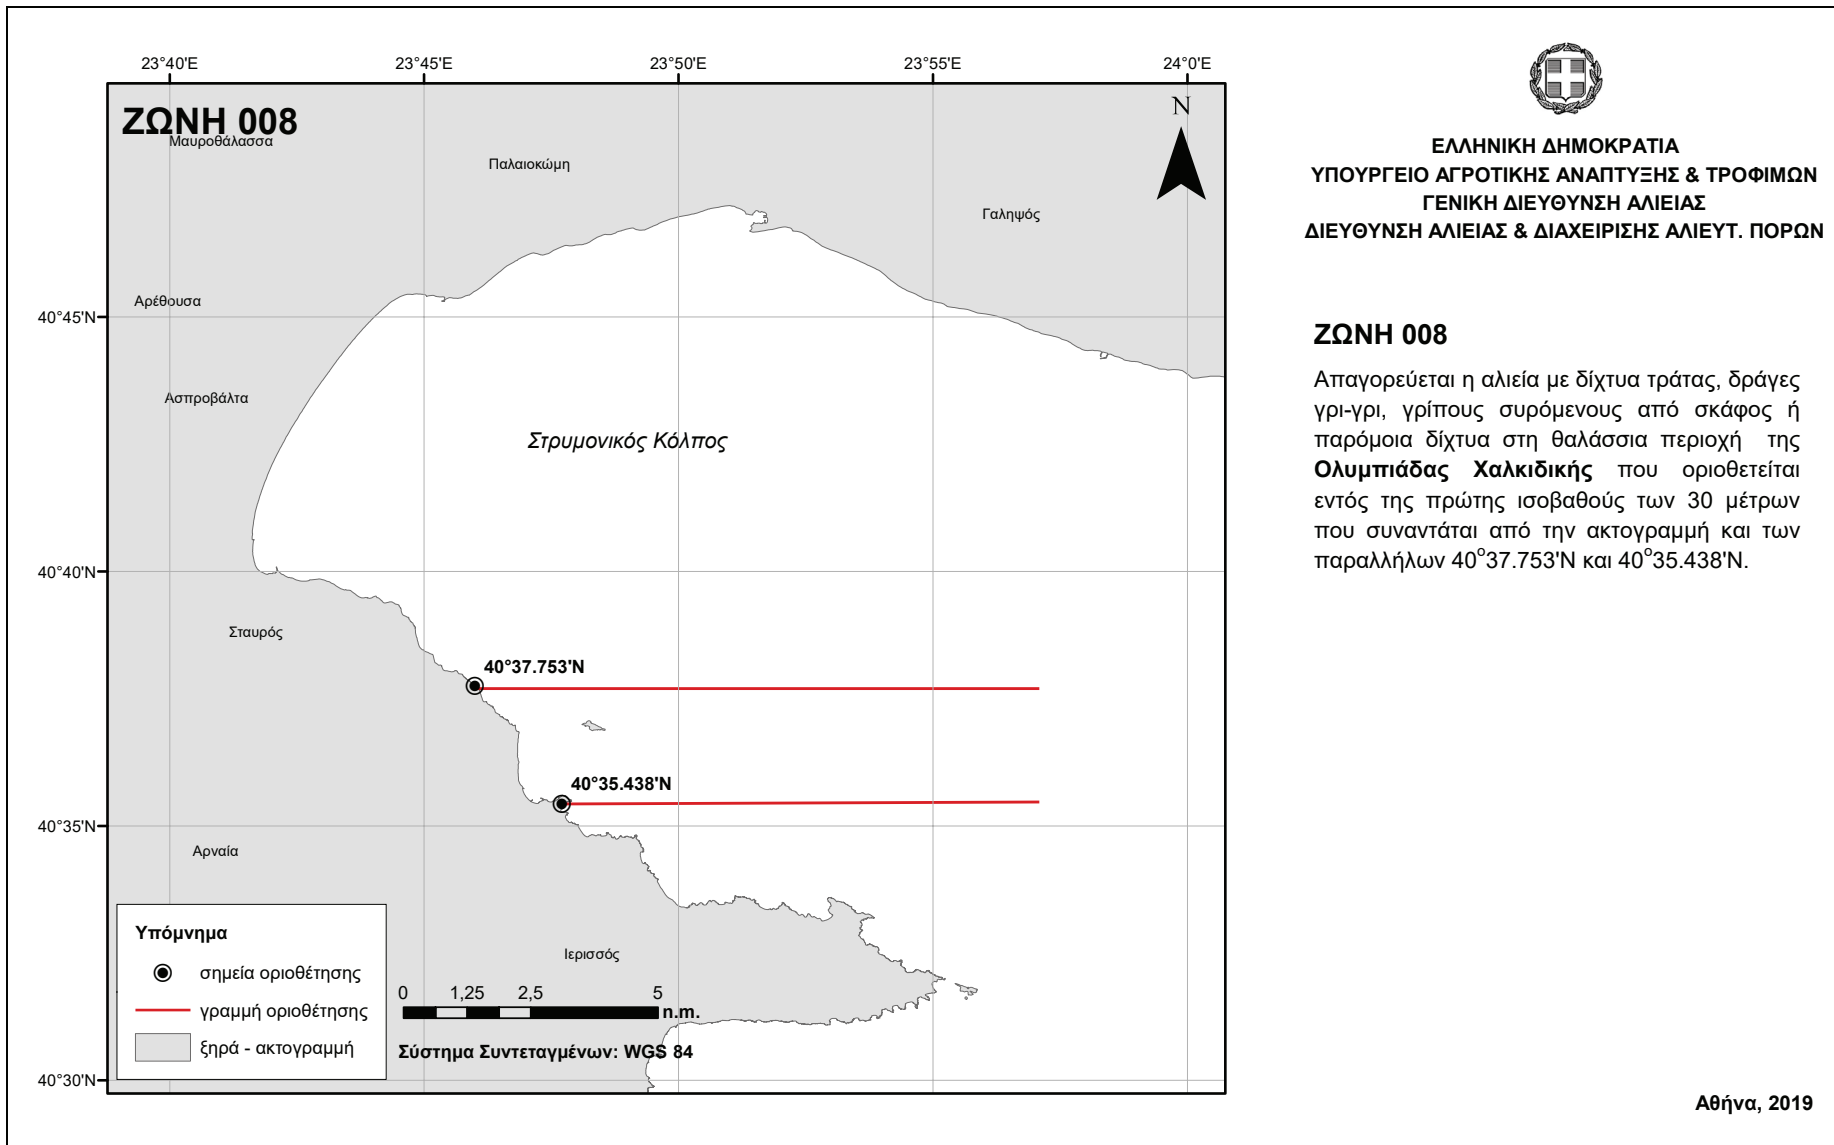 23°40'E
23°45'E
23°50'E
23°55'E
24°0'E
ΖΩΝΗ 008
Μαυροθάλασσα
Παλαιοκώμη
N
Γαληψός
Αρέθουσα
40°45'N
Ασπροβάλτα
Στρυμονικός Κόλπος
40°40'N
Σταυρός
40°37.753'N
40°35.438'N
40°35'N
Αρναία
Ιερισσός
Υπόμνημα
σημεία οριοθέτησης
γραμμή οριοθέτησης
ξηρά - ακτογραμμή
0 1,25 2,5 5
n.m.
Σύστημα Συντεταγμένων: WGS 84
40°30'N
ΕΛΛΗΝΙΚΗ ΔΗΜΟΚΡΑΤΙΑ
ΥΠΟΥΡΓΕΙΟ ΑΓΡΟΤΙΚΗΣ ΑΝΑΠΤΥΞΗΣ & ΤΡΟΦΙΜΩΝ
ΓΕΝΙΚΗ ΔΙΕΥΘΥΝΣΗ ΑΛΙΕΙΑΣ
ΔΙΕΥΘΥΝΣΗ ΑΛΙΕΙΑΣ & ΔΙΑΧΕΙΡΙΣΗΣ ΑΛΙΕΥΤ. ΠΟΡΩΝ
ΖΩΝΗ 008
Απαγορεύεται η αλιεία με δίχτυα τράτας, δράγες
γρι-γρι, γρίπους συρόμενους από σκάφος ή
παρόμοια δίχτυα στη θαλάσσια περιοχή της
Ολυμπιάδας Χαλκιδικής που οριοθετείται
εντός της πρώτης ισοβαθούς των 30 μέτρων
που συναντάται από την ακτογραμμή και των
παραλλήλων 40°37.753'N και 40°35.438'N.
Αθήνα, 2019